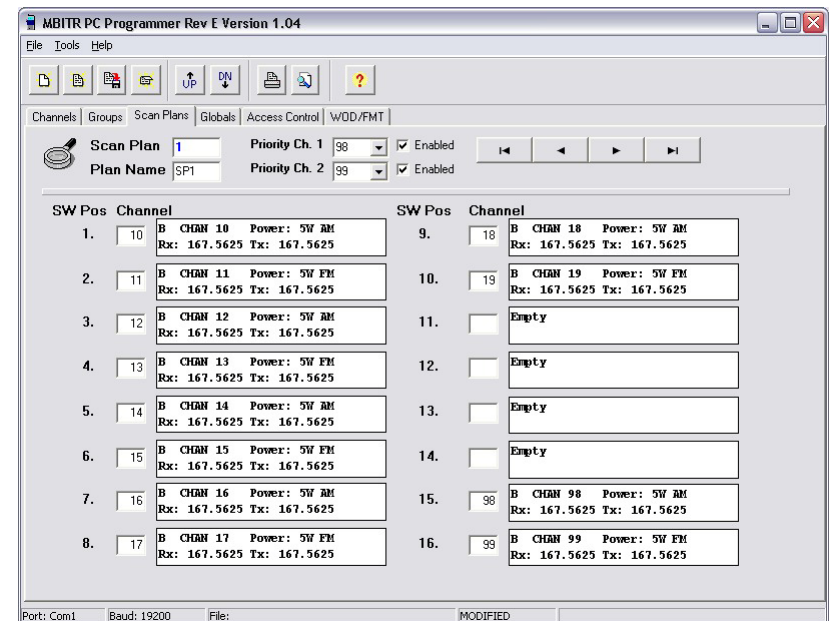 MBITR PC Programmer Rev E Version 1.04
File Tools Help
UP DN ?
Channels Groups Scan Plans Globals Access Control WOD/FMT
Scan Plan 1 Priority Ch. 1 98 Enabled
Plan Name SP1 Priority Ch. 2 99 Enabled
SW Pos Channel
1. 10 B CHAN 10 Power: 5W AM
Rx: 167.5625 Tx: 167.5625
2. 11 B CHAN 11 Power: 5W FM
Rx: 167.5625 Tx: 167.5625
3. 12 B CHAN 12 Power: 5W AM
Rx: 167.5625 Tx: 167.5625
4. 13 B CHAN 13 Power: 5W FM
Rx: 167.5625 Tx: 167.5625
5. 14 B CHAN 14 Power: 5W AM
Rx: 167.5625 Tx: 167.5625
6. 15 B CHAN 15 Power: 5W FM
Rx: 167.5625 Tx: 167.5625
7. 16 B CHAN 16 Power: 5W AM
Rx: 167.5625 Tx: 167.5625
8. 17 B CHAN 17 Power: 5W FM
Rx: 167.5625 Tx: 167.5625
SW Pos Channel
9. 18 B CHAN 18 Power: 5W AM
Rx: 167.5625 Tx: 167.5625
10. 19 B CHAN 19 Power: 5W FM
Rx: 167.5625 Tx: 167.5625
11. Empty
12. Empty
13. Empty
14. Empty
15. 98 B CHAN 98 Power: 5W AM
Rx: 167.5625 Tx: 167.5625
16. 99 B CHAN 99 Power: 5W FM
Rx: 167.5625 Tx: 167.5625
Port: Com1 Baud: 19200 File: MODIFIED